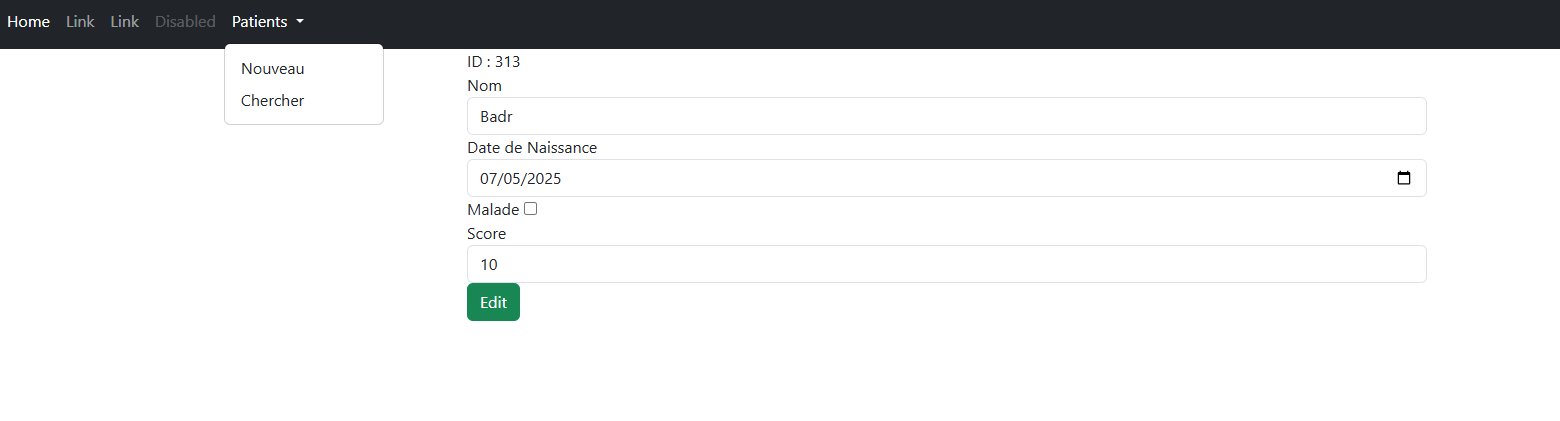 Home Link Link Disabled Patients
Nouveau
Chercher
ID : 313
Nom
Badr
Date de Naissance
07/05/2025
Malade
Score
10
Edit